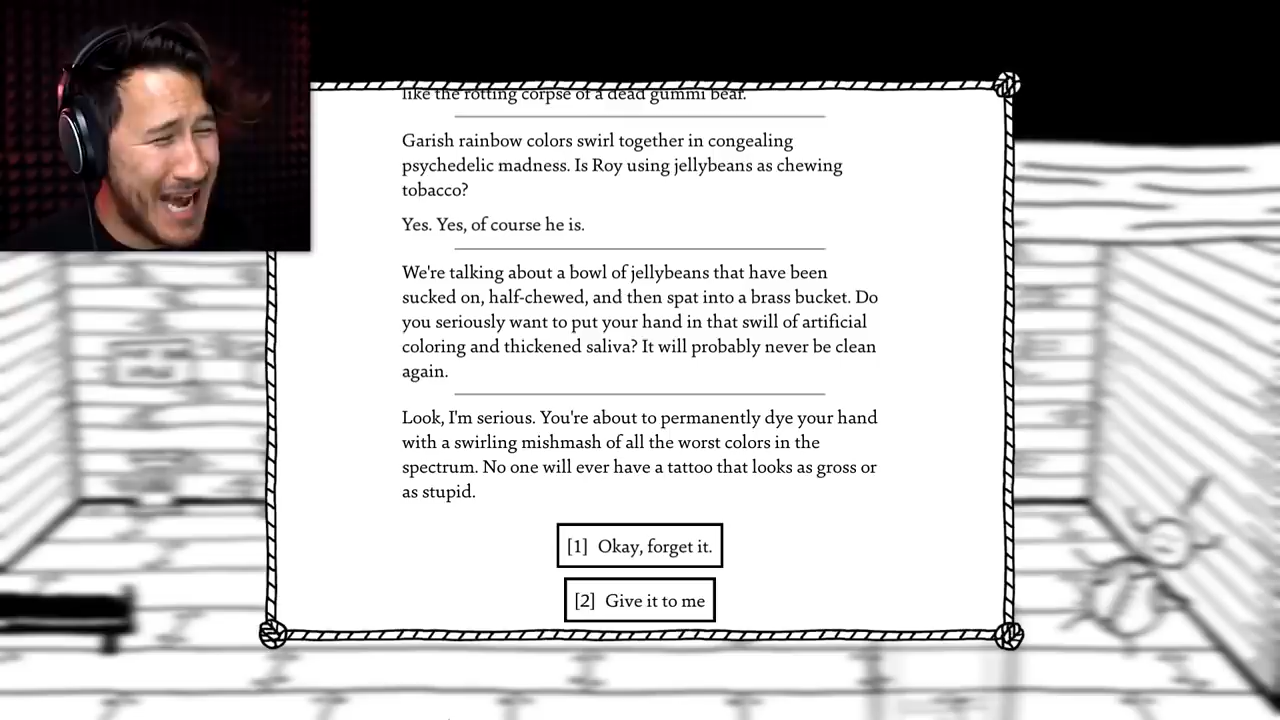 like the rotting corpse of a dead gummi bear.
Garish rainbow colors swirl together in congealing
psychedelic madness. Is Roy using jellybeans as chewing
tobacco?
Yes. Yes, of course he is.
We're talking about a bowl of jellybeans that have been
sucked on, half-chewed, and then spat into a brass bucket. Do
you seriously want to put your hand in that swill of artificial
coloring and thickened saliva? It will probably never be clean
again.
Look, I'm serious. You're about to permanently dye your hand
with a swirling mishmash of all the worst colors in the
spectrum. No one will ever have a tattoo that looks as gross or
as stupid.
[1] Okay, forget it.
[2] Give it to me